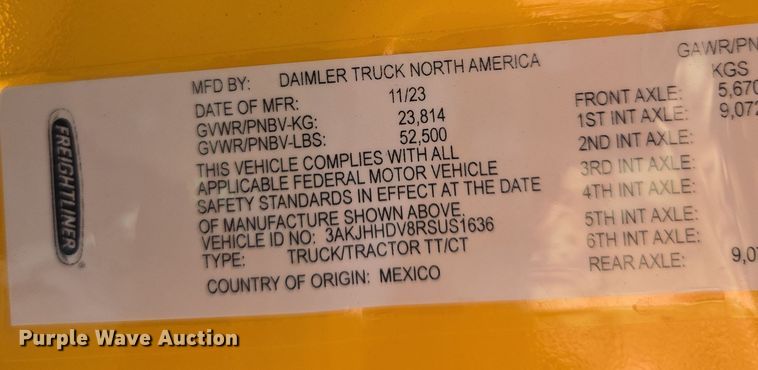 FREIGHTLINER
MFD BY: DAIMLER TRUCK NORTH AMERICA
DATE OF MFR: 11/23
GVWR/PNBV-KG: 23,814
GVWR/PNBV-LBS: 52,500
THIS VEHICLE COMPLIES WITH ALL
APPLICABLE FEDERAL MOTOR VEHICLE
SAFETY STANDARDS IN EFFECT AT THE DATE
OF MANUFACTURE SHOWN ABOVE.
VEHICLE ID NO: 3AKJHHDV8RSUS1636
TYPE: TRUCK/TRACTOR TT/CT
COUNTRY OF ORIGIN: MEXICO
GAWR/PN
KGS
FRONT AXLE: 5,670
1ST INT AXLE: 9,072
2ND INT AXLE:
3RD INT AXLE:
4TH INT AXLE:
5TH INT AXLE:
6TH INT AXLE:
REAR AXLE: 9,07
Purple Wave Auction